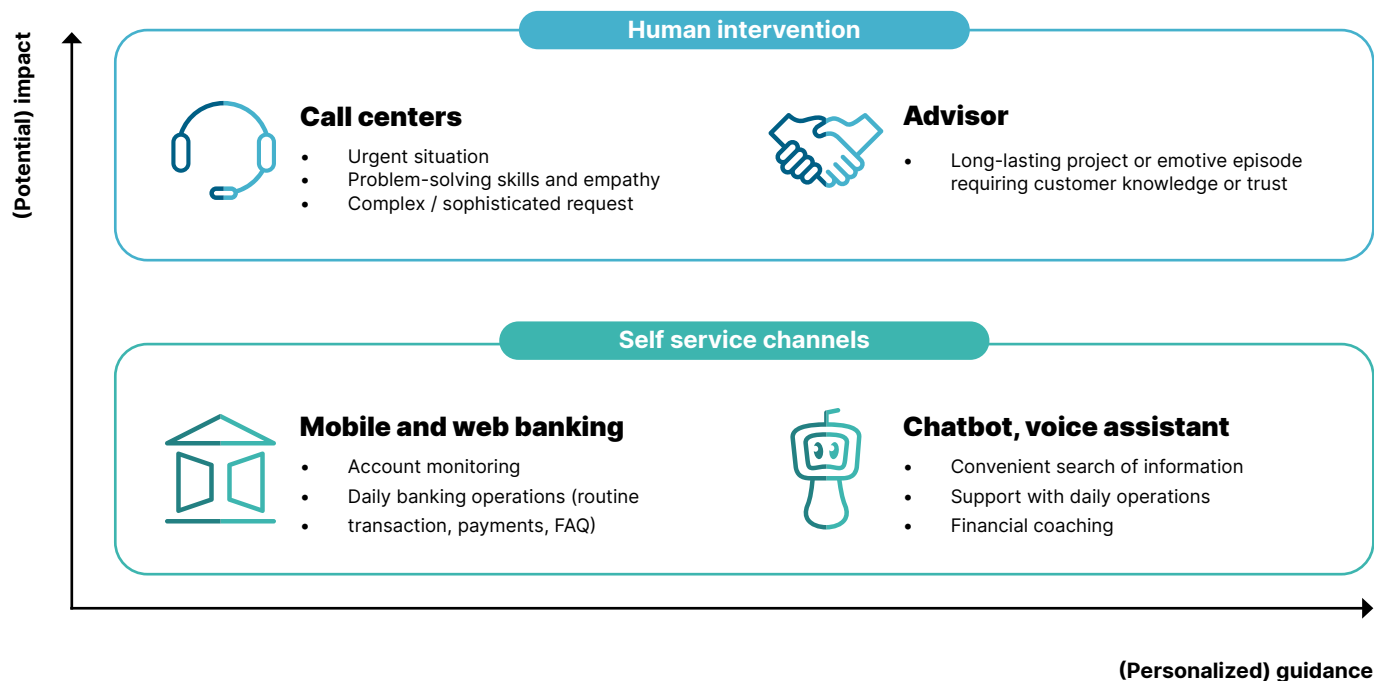 (Potential) impact
Human intervention
Call centers
• Urgent situation
• Problem-solving skills and empathy
• Complex / sophisticated request
Advisor
• Long-lasting project or emotive episode
requiring customer knowledge or trust
Self service channels
Mobile and web banking
• Account monitoring
• Daily banking operations (routine
• transaction, payments, FAQ)
Chatbot, voice assistant
• Convenient search of information
• Support with daily operations
• Financial coaching
(Personalized) guidance